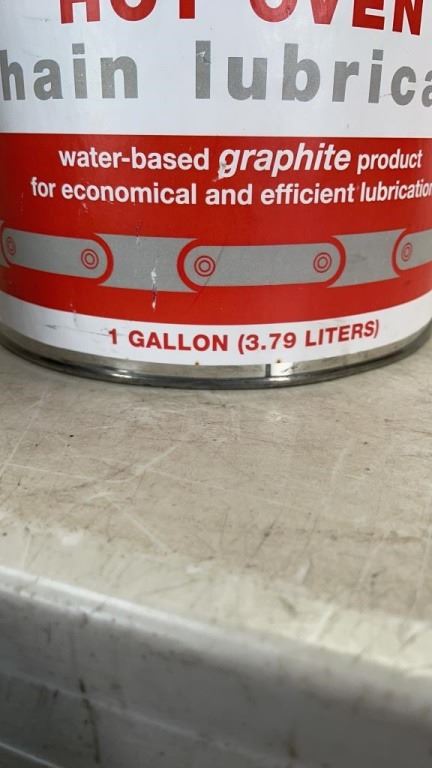 HOT OVEN
hain lubrica
water-based graphite product
for economical and efficient lubrication
1 GALLON (3.79 LITERS)